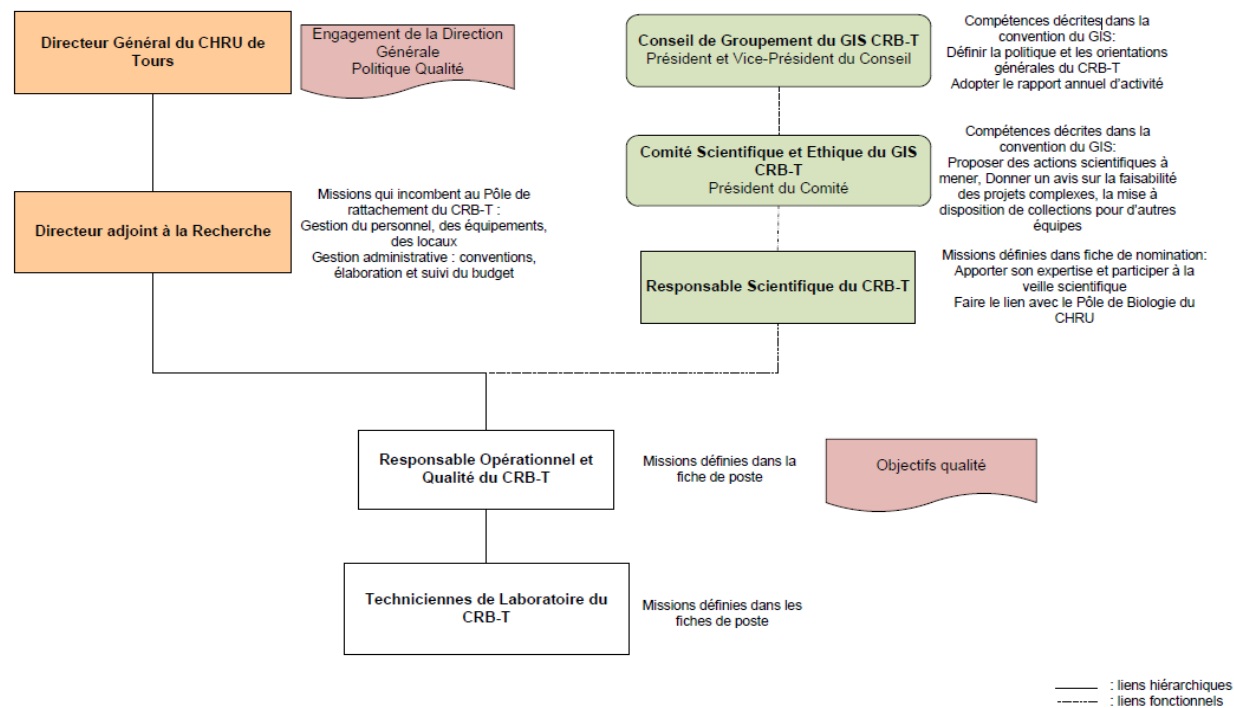 Directeur Général du CHRU de
Tours
Engagement de la Direction
Générale
Politique Qualité
Conseil de Groupement du GIS CRB-T
Président et Vice-Président du Conseil
Compétences décrites dans la
convention du GIS:
Définir la politique et les orientations
générales du CRB-T
Adopter le rapport annuel d'activité
Comité Scientifique et Ethique du GIS
CRB-T
Président du Comité
Compétences décrites dans la
convention du GIS:
Proposer des actions scientifiques à
mener, Donner un avis sur la faisabilité
des projets complexes, la mise à
disposition de collections pour d'autres
équipes
Directeur adjoint à la Recherche
Missions qui incombent au Pôle de
rattachement du CRB-T :
Gestion du personnel, des équipements,
des locaux
Gestion administrative : conventions,
élaboration et suivi du budget
Responsable Scientifique du CRB-T
Missions définies dans fiche de nomination:
Apporter son expertise et participer à la
veille scientifique
Faire le lien avec le Pôle de Biologie du
CHRU
Responsable Opérationnel et
Qualité du CRB-T
Missions définies dans la
fiche de poste
Objectifs qualité
Techniciennes de Laboratoire du
CRB-T
Missions définies dans les
fiches de poste
: liens hiérarchiques
: liens fonctionnels